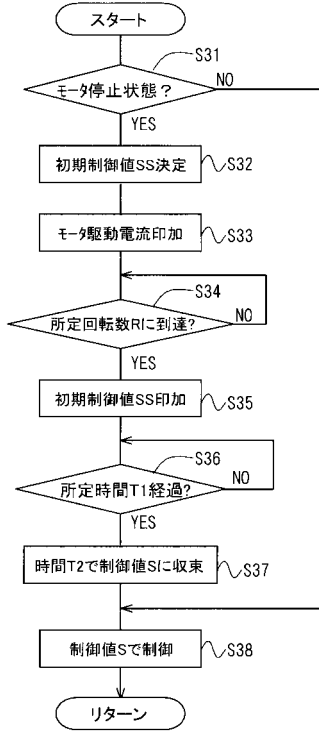 スタート
S31
モータ停止状態？
NO
YES
初期制御値SS決定
S32
モータ駆動電流印加
S33
S34
所定回転数Rに到達?
NO
YES
初期制御値SS印加
S35
S36
所定時間T1経過?
NO
YES
時間T2で制御値Sに収束
S37
制御値Sで制御
S38
リターン